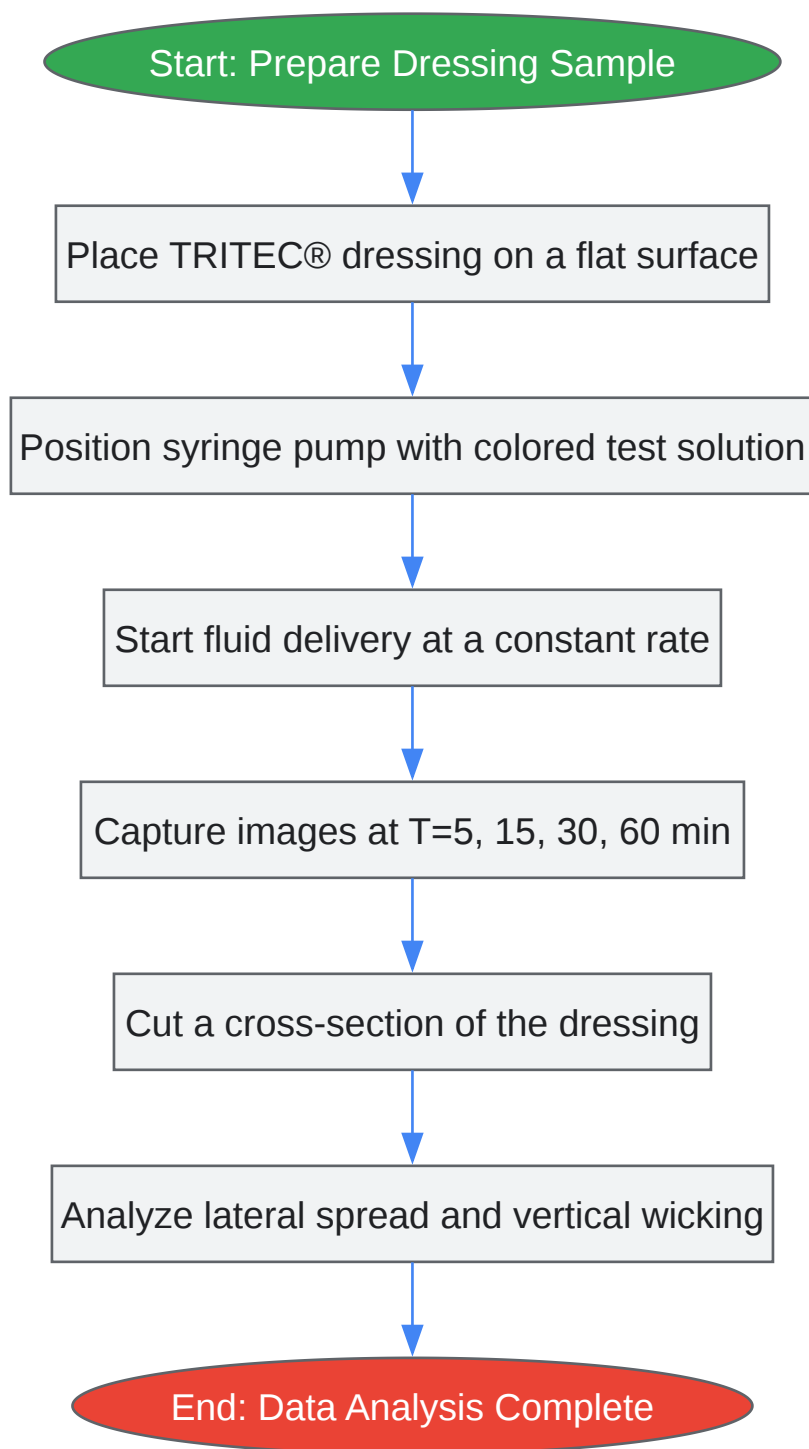 Start: Prepare Dressing Sample
Place TRITEC® dressing on a flat surface
Position syringe pump with colored test solution
Start fluid delivery at a constant rate
Capture images at T=5, 15, 30, 60 min
Cut a cross-section of the dressing
Analyze lateral spread and vertical wicking
End: Data Analysis Complete